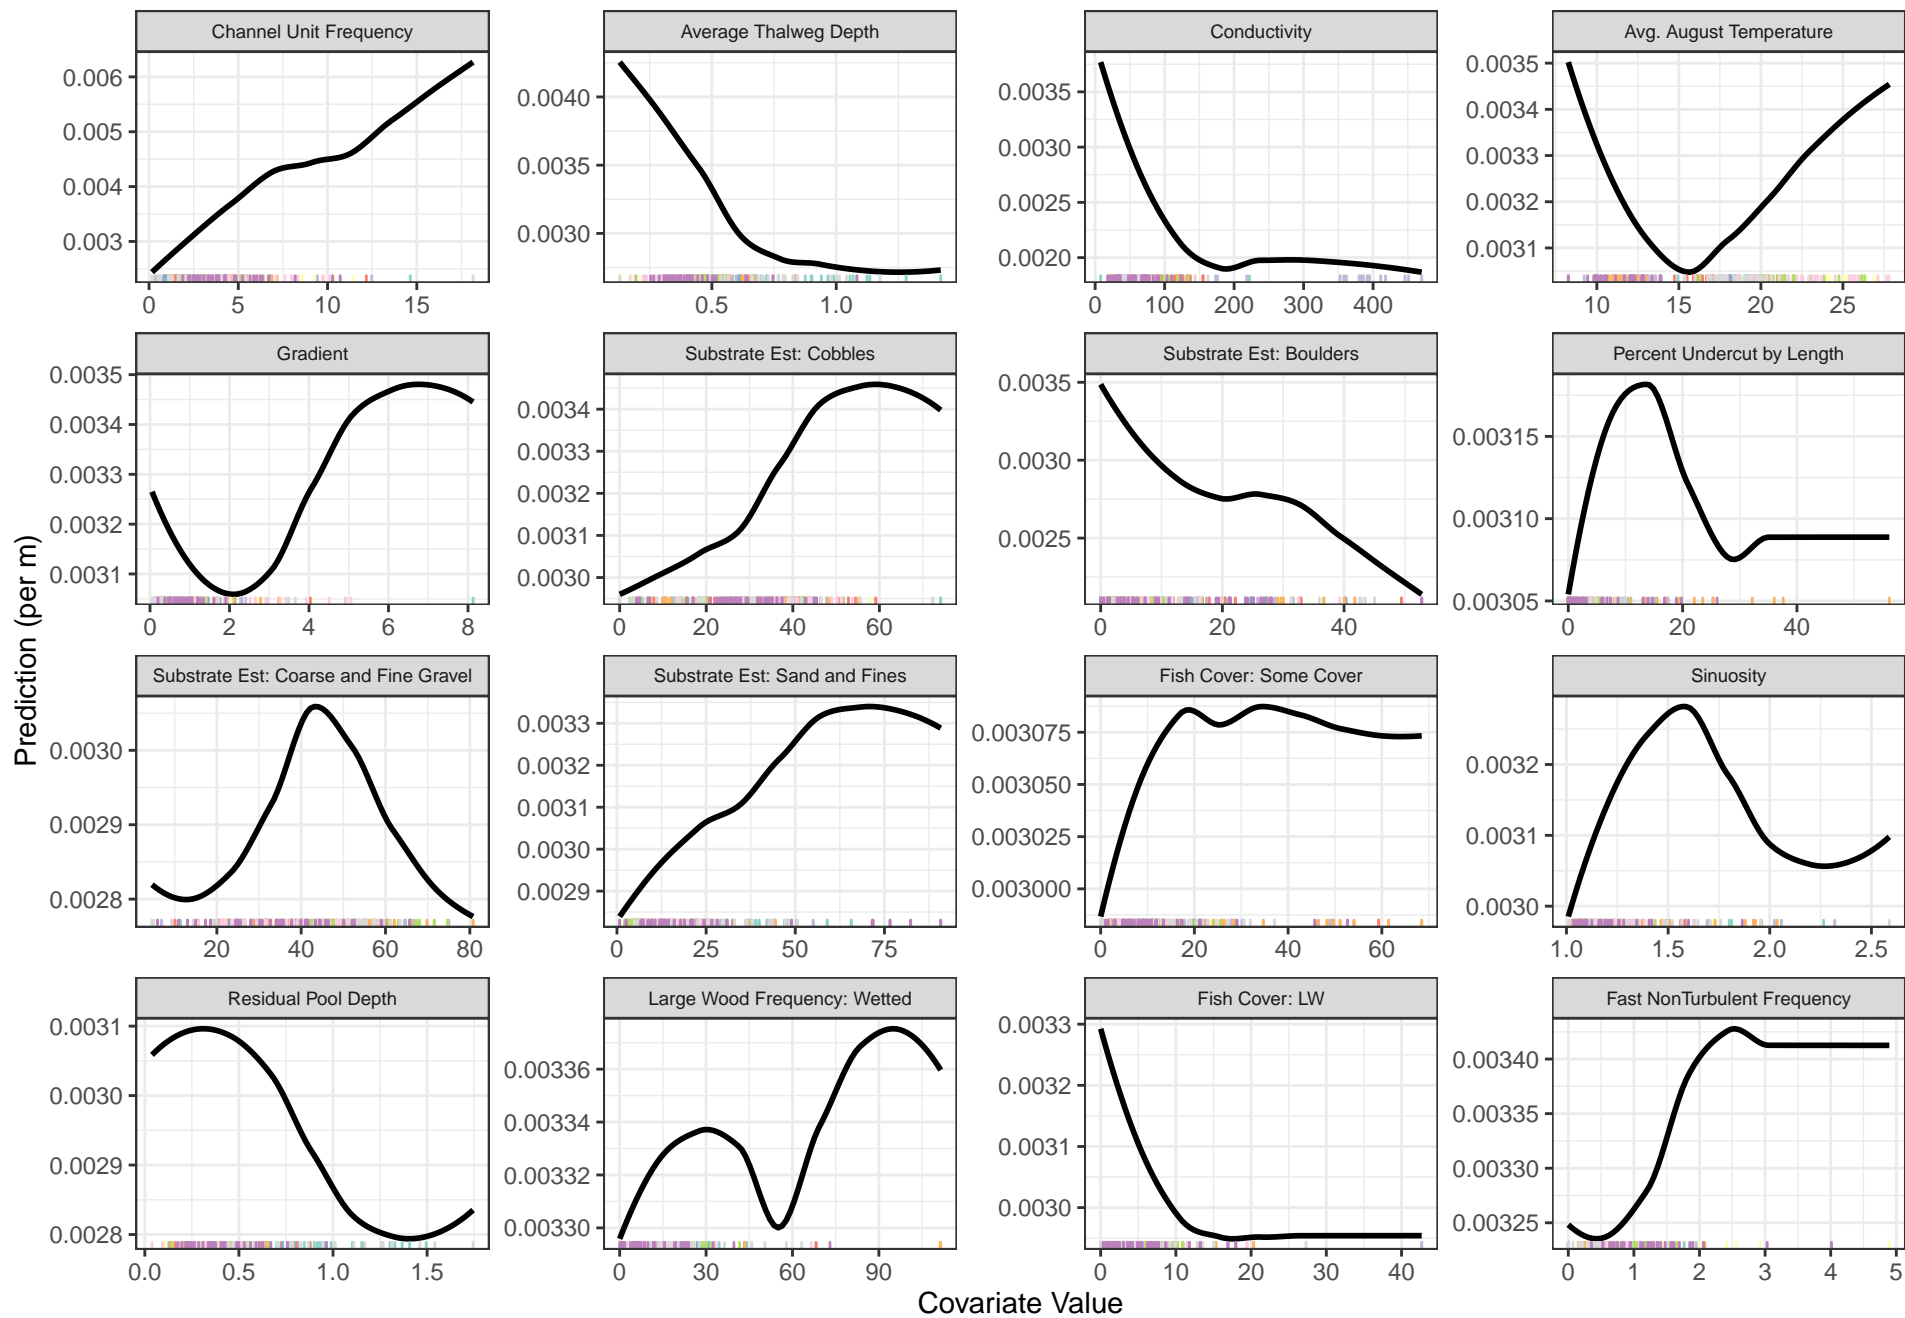 Channel Unit Frequency
Average Thalweg Depth
Conductivity
Avg. August Temperature
0.006
0.005
0.004
0.003
0 5 10 15
0.0040
0.0035
0.0030
0.5 1.0
0.0035
0.0030
0.0025
0.0020
0 100 200 300 400
0.0035
0.0034
0.0033
0.0032
0.0031
10 15 20 25
Gradient
Substrate Est: Cobbles
Substrate Est: Boulders
Percent Undercut by Length
0.0035
0.0034
0.0033
0.0032
0.0031
0 2 4 6 8
0.0034
0.0033
0.0032
0.0031
0.0030
0 20 40 60
0.0035
0.0030
0.0025
0 20 40
0.00315
0.00310
0.00305
0 20 40
Prediction (per m)
Substrate Est: Coarse and Fine Gravel
Substrate Est: Sand and Fines
Fish Cover: Some Cover
Sinuosity
0.0030
0.0029
0.0028
20 40 60 80
0.0033
0.0032
0.0031
0.0030
0.0029
0 25 50 75
0.003075
0.003050
0.003025
0.003000
0 20 40 60
0.0032
0.0031
0.0030
1.0 1.5 2.0 2.5
Residual Pool Depth
Large Wood Frequency: Wetted
Fish Cover: LW
Fast NonTurbulent Frequency
0.0031
0.0030
0.0029
0.0028
0.0 0.5 1.0 1.5
0.00336
0.00334
0.00332
0.00330
0 30 60 90
0.0033
0.0032
0.0031
0.0030
0 10 20 30 40
0.00340
0.00335
0.00330
0.00325
0 1 2 3 4 5
Covariate Value